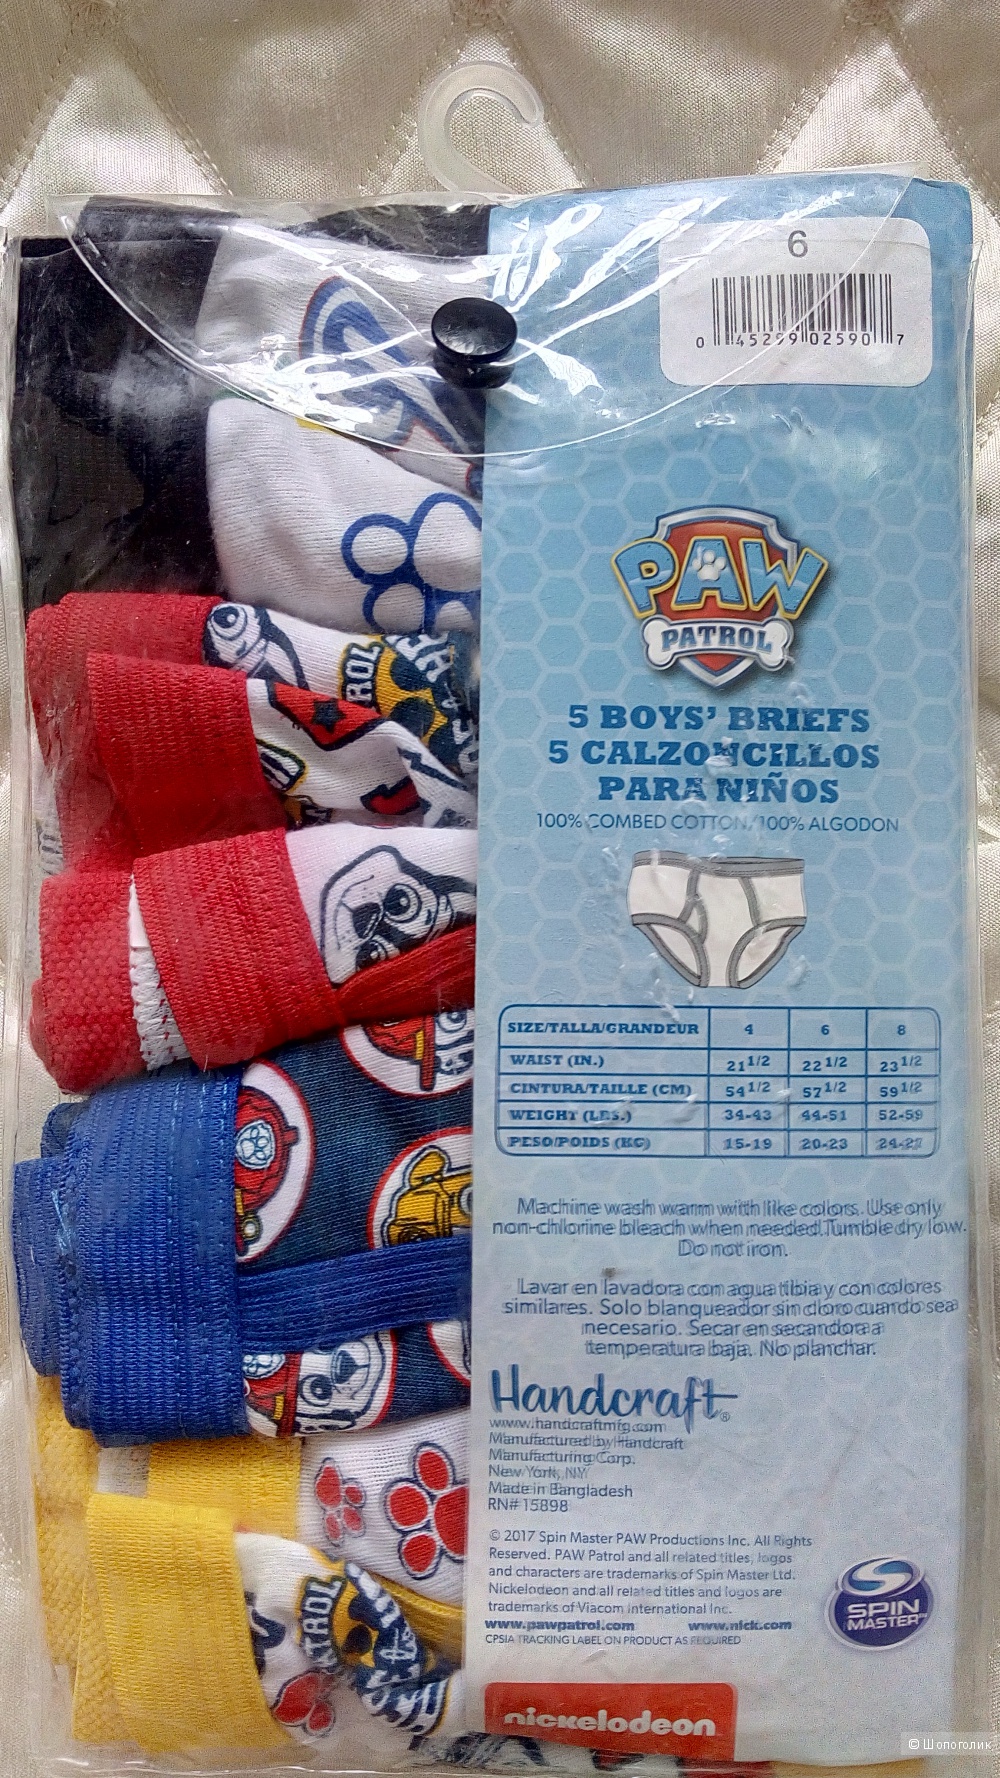 6
0 45299 02590 7
PAW
PATROL
5 BOYS' BRIEFS
5 CALZONCILLOS
PARA NIÑOS
100% COMBED COTTON/100% ALGODON
SIZE/TALLA/GRANDEUR 4 6 8
WAIST (IN.) 21 1/2 22 1/2 23 1/2
CINTURA/TAILLE (CM) 54 1/2 57 1/2 59 1/2
WEIGHT (LBS.) 34-43 44-51 52-59
PESO/POIDS (KG) 15-19 20-23 24-27
Machine wash warm with like colors. Use only
non-chlorine bleach when needed. Tumble dry low.
Do not iron.
Lavar en lavadora con agua tibia y con colores
similares. Solo blanqueador sin cloro cuando sea
necesario. Secar en secandora a
temperatura baja. No planchar.
Handcraft®
www.handcraftmfg.com
Manufactured by Handcraft
Manufacturing Corp.
New York, NY
Made in Bangladesh
RN# 15898
© 2017 Spin Master PAW Productions Inc. All Rights
Reserved. PAW Patrol and all related titles, logos
and characters are trademarks of Spin Master Ltd.
Nickelodeon and all related titles and logos are
trademarks of Viacom International Inc.
www.pawpatrol.com www.nick.com
CPSIA TRACKING LABEL ON PRODUCT AS REQUIRED
SPIN
MASTER™
nickelodeon
© Шопоголик